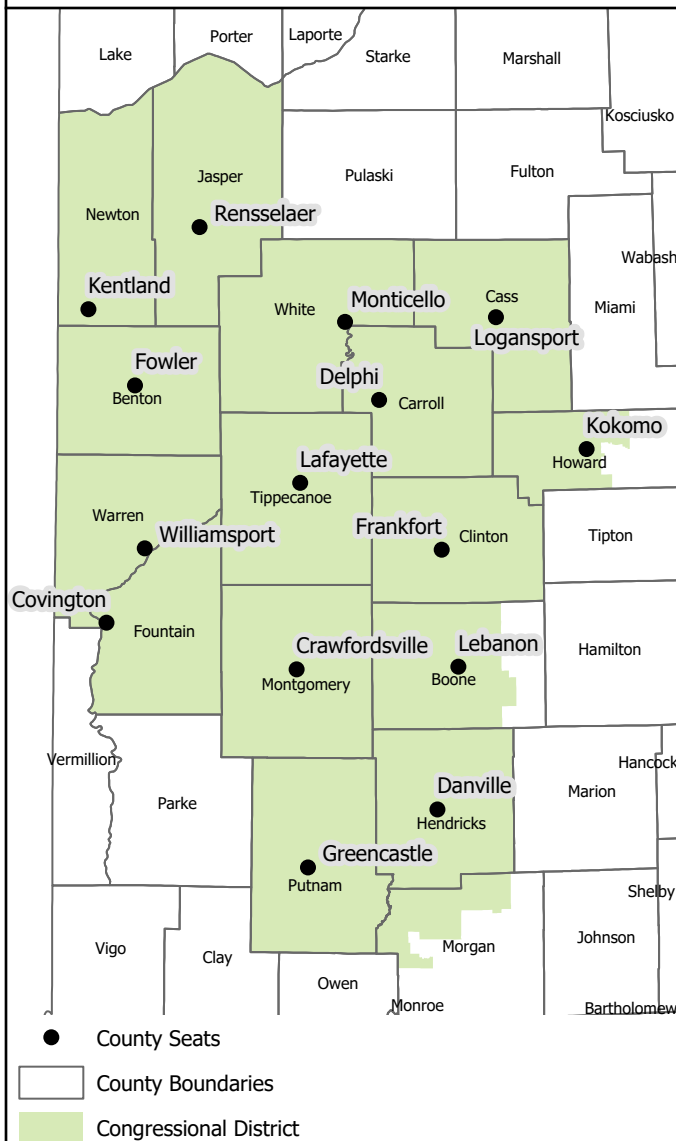 Porter
Laporte
Lake
Starke
Marshall
Kosciusko
Jasper
Pulaski
Fulton
Newton
Rensselaer
Wabash
Kentland
White
Monticello
Cass
Miami
Logansport
Fowler
Delphi
Benton
Carroll
Kokomo
Howard
Lafayette
Tippecanoe
Warren
Williamsport
Frankfort
Clinton
Tipton
Covington
Fountain
Crawfordsville
Lebanon
Hamilton
Montgomery
Boone
Vermillion
Hancock
Parke
Danville
Marion
Hendricks
Greencastle
Putnam
Shelby
Vigo
Clay
Morgan
Johnson
Owen
Monroe
Bartholomew
County Seats
County Boundaries
Congressional District